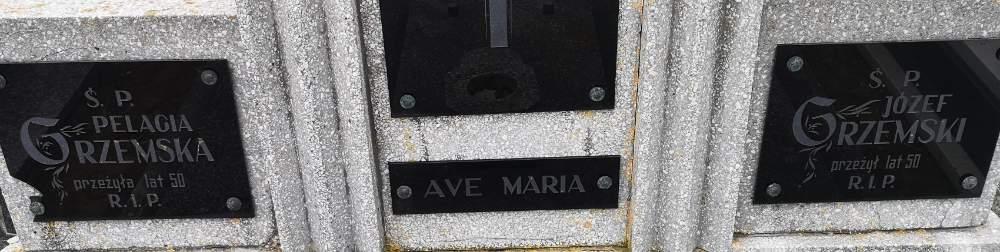 Ś. P.
PELAGIA
GRZEMSKA
przeżyła lat 50
R.I.P.
AVE MARIA
Ś. P.
JÓZEF
GRZEMSKI
przeżył lat 50
R.I.P.